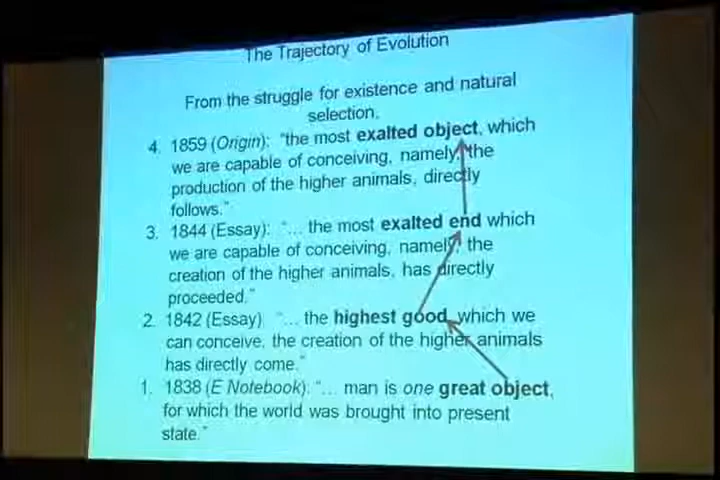 The Trajectory of Evolution
From the struggle for existence and natural
selection,
4. 1859 (Origin): "the most exalted object, which
we are capable of conceiving, namely, the
production of the higher animals, directly
follows."
3. 1844 (Essay): "... the most exalted end which
we are capable of conceiving, namely, the
creation of the higher animals, has directly
proceeded."
2. 1842 (Essay) "... the highest good, which we
can conceive, the creation of the higher animals
has directly come."
1. 1838 (E Notebook): "... man is one great object,
for which the world was brought into present
state."